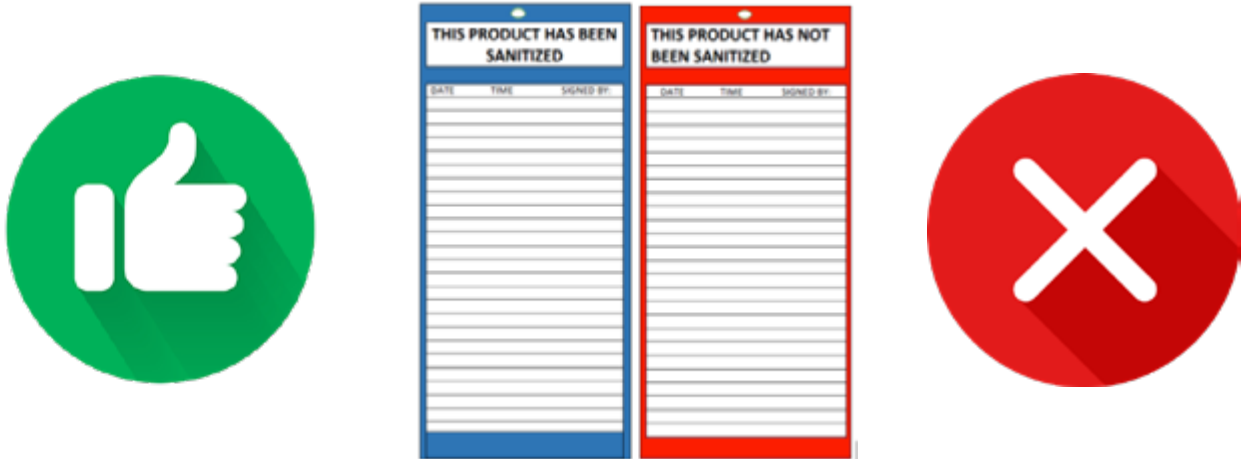 THIS PRODUCT HAS BEEN
SANITIZED
DATE TIME SIGNED BY:
THIS PRODUCT HAS NOT
BEEN SANITIZED
DATE TIME SIGNED BY: